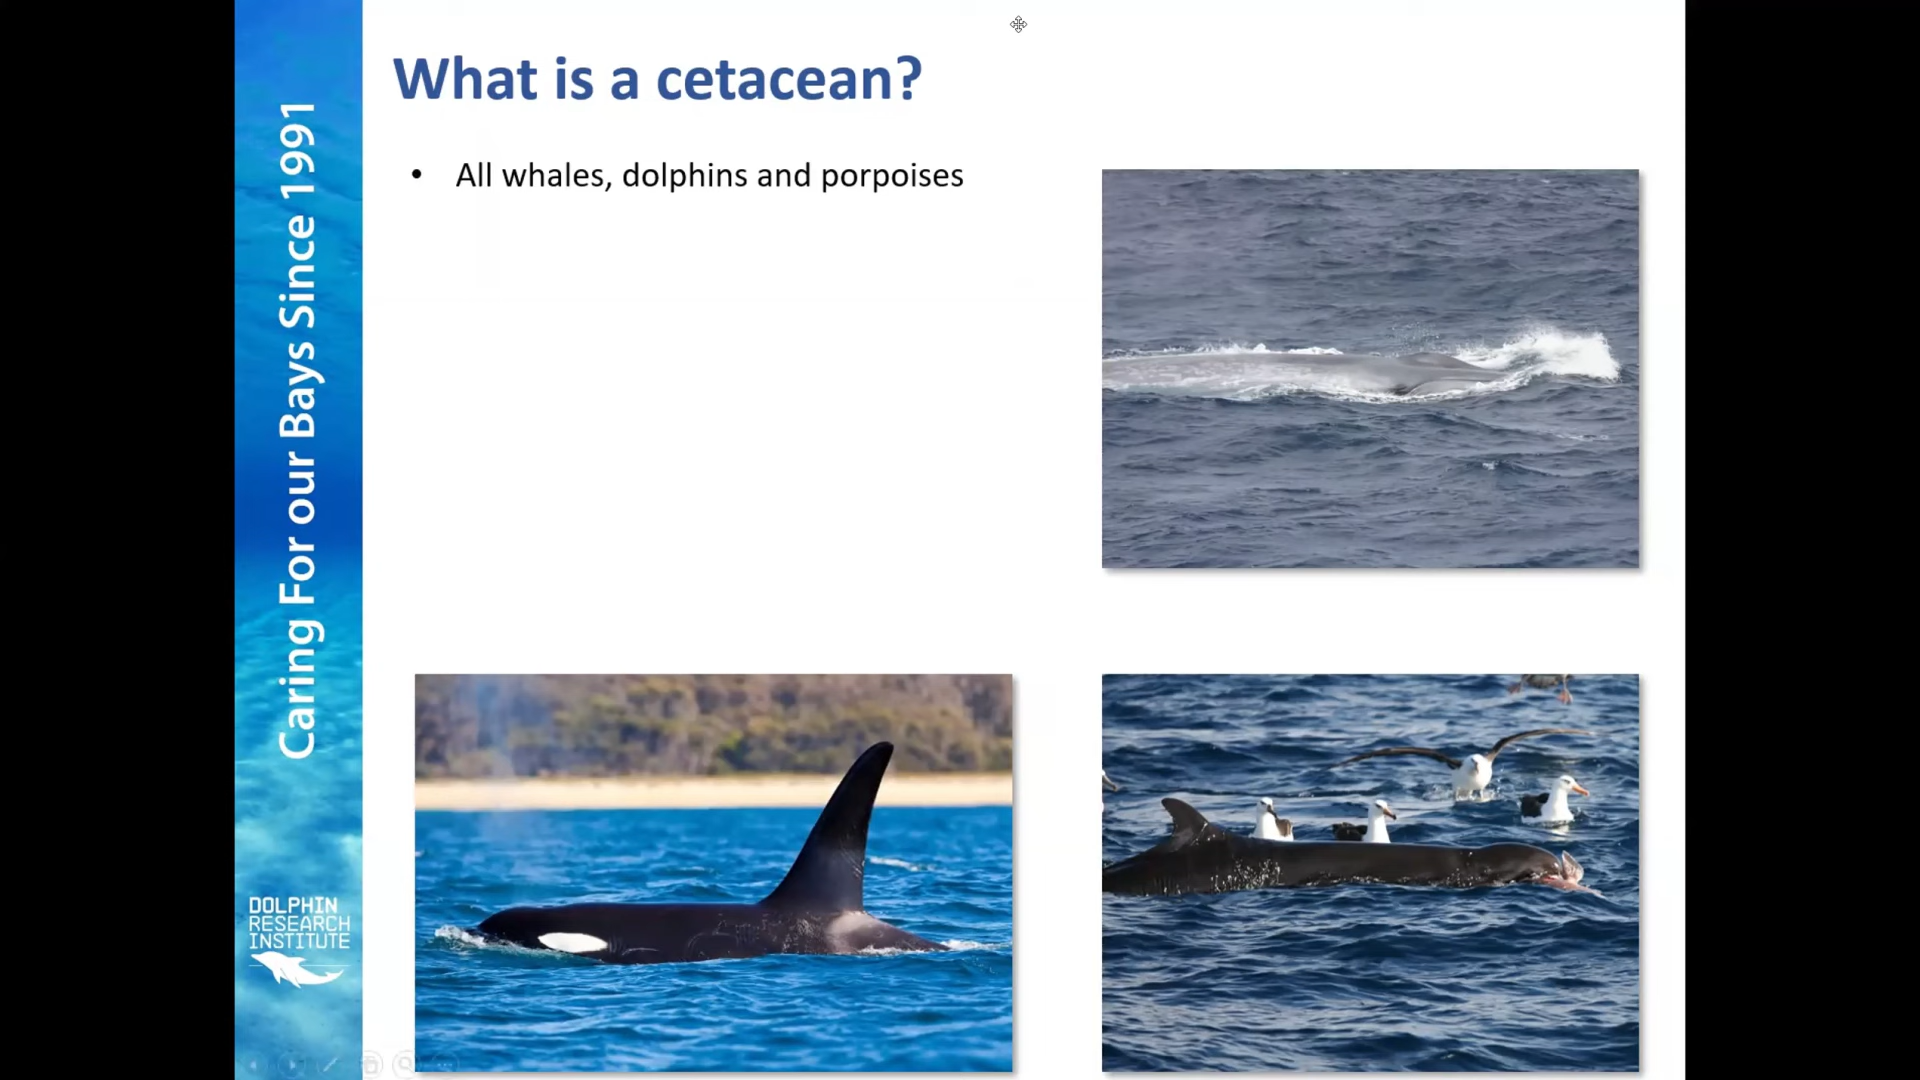 What is a cetacean?
• All whales, dolphins and porpoises
Caring For our Bays Since 1991
DOLPHIN
RESEARCH
INSTITUTE